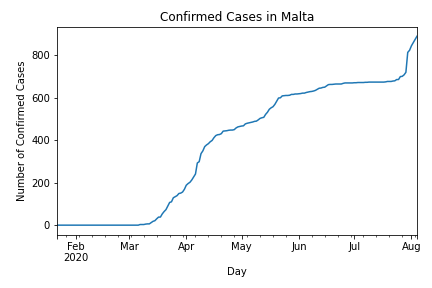 Confirmed Cases in Malta
Number of Confirmed Cases
800
600
400
200
0
Feb Mar Apr May Jun Jul Aug
2020
Day